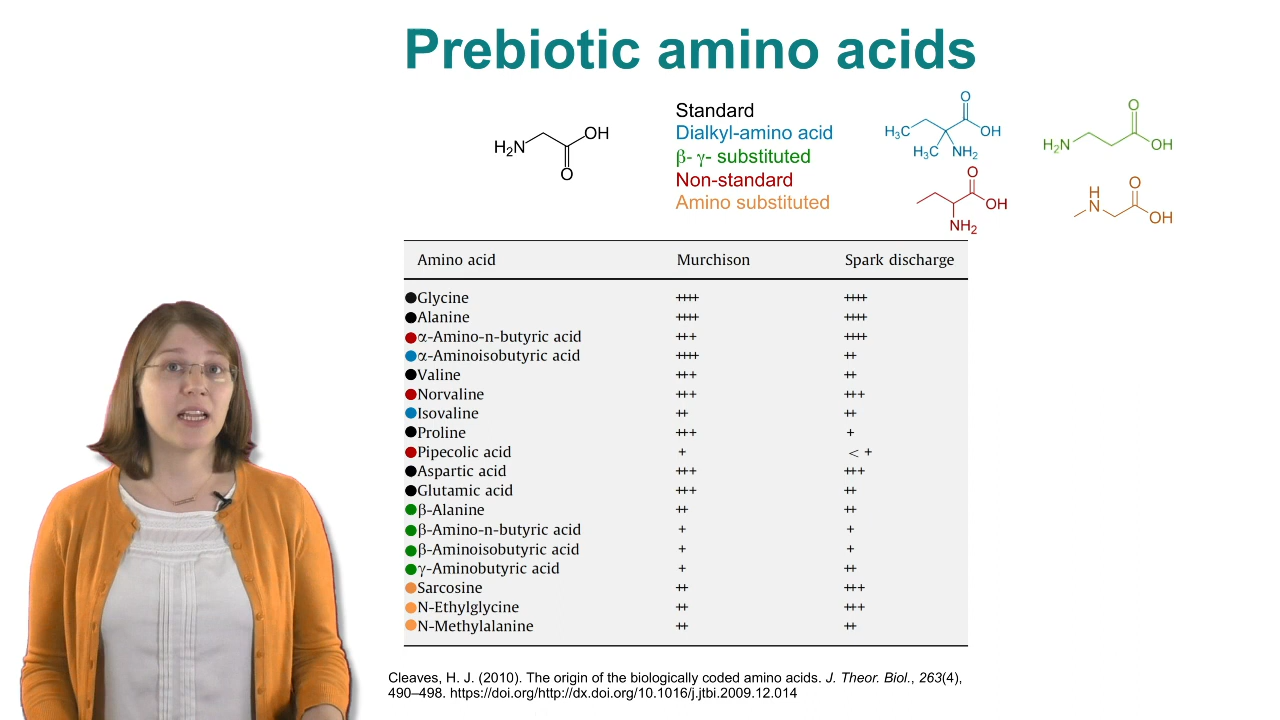 Prebiotic amino acids
H₂N OH O
Standard
Dialkyl-amino acid
β- γ- substituted
Non-standard
Amino substituted
O H₃C OH H₃C NH₂
O H₂N OH
O OH NH₂
H N O OH
Amino acid Murchison Spark discharge
Glycine ++++ ++++
Alanine ++++ ++++
α-Amino-n-butyric acid +++ ++++
α-Aminoisobutyric acid ++++ ++
Valine +++ ++
Norvaline +++ +++
Isovaline ++ ++
Proline +++ +
Pipecolic acid + < +
Aspartic acid +++ +++
Glutamic acid +++ ++
β-Alanine ++ ++
β-Amino-n-butyric acid + +
β-Aminoisobutyric acid + +
γ-Aminobutyric acid + ++
Sarcosine ++ +++
N-Ethylglycine ++ +++
N-Methylalanine ++ ++
Cleaves, H. J. (2010). The origin of the biologically coded amino acids. J. Theor. Biol., 263(4),
490–498. https://doi.org/http://dx.doi.org/10.1016/j.jtbi.2009.12.014